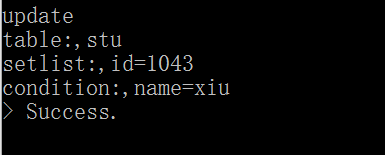 update
table:,stu
setlist:,id=1043
condition:,name=xiu
> Success.